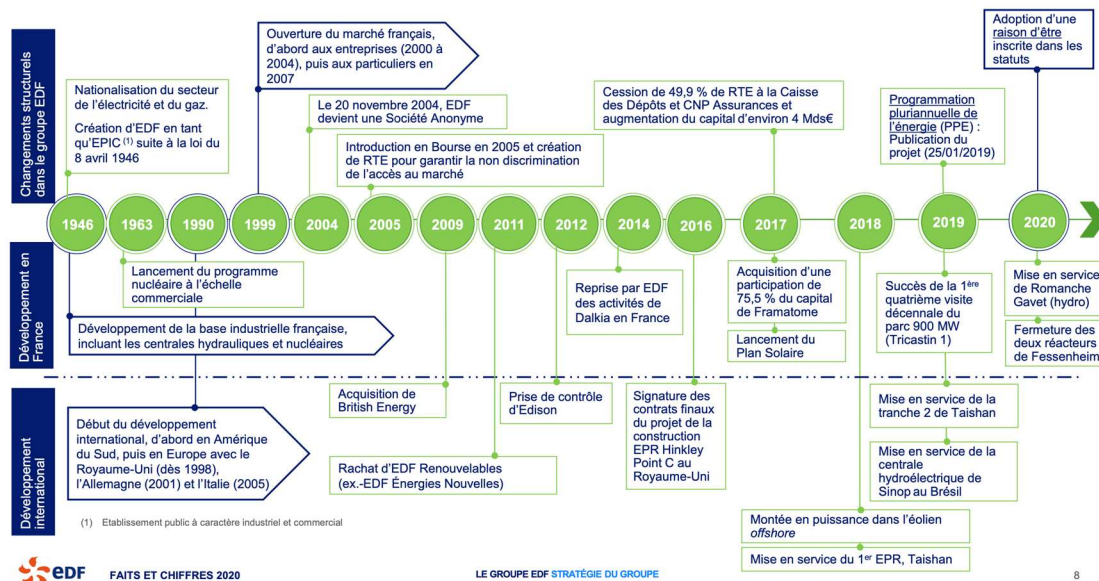 Changements structurels
dans le groupe EDF
Nationalisation du secteur
de l'électricité et du gaz.
Création d'EDF en tant
qu'EPIC (1) suite à la loi du
8 avril 1946
Ouverture du marché français,
d'abord aux entreprises (2000 à
2004), puis aux particuliers en
2007
Le 20 novembre 2004, EDF
devient une Société Anonyme
Introduction en Bourse en 2005 et création
de RTE pour garantir la non discrimination
de l'accès au marché
Cession de 49,9 % de RTE à la Caisse
des Dépôts et CNP Assurances et
augmentation du capital d'environ 4 Mds€
Programmation
pluriannuelle de
l'énergie (PPE) :
Publication du
projet (25/01/2019)
Adoption d'une
raison d'être
inscrite dans les
statuts
1946
1963
1990
1999
2004
2005
2009
2011
2012
2014
2016
2017
2018
2019
2020
Développement en
France
Lancement du programme
nucléaire à l'échelle
commerciale
Développement de la base industrielle française,
incluant les centrales hydrauliques et nucléaires
Reprise par EDF
des activités de
Dalkia en France
Acquisition d'une
participation de
75,5 % du capital
de Framatome
Lancement du
Plan Solaire
Succès de la 1ère
quatrième visite
décennale du
parc 900 MW
(Tricastin 1)
Mise en service
de Romanche
Gavet (hydro)
Fermeture des
deux réacteurs
de Fessenheim
Développement
international
Début du développement
international, d'abord en Amérique
du Sud, puis en Europe avec le
Royaume-Uni (dès 1998),
l'Allemagne (2001) et l'Italie (2005)
Acquisition de
British Energy
Rachat d'EDF Renouvelables
(ex.-EDF Énergies Nouvelles)
Prise de contrôle
d'Edison
Signature des
contrats finaux
du projet de la
construction
EPR Hinkley
Point C au
Royaume-Uni
Montée en puissance dans l'éolien
offshore
Mise en service du 1er EPR, Taishan
Mise en service de la
tranche 2 de Taishan
Mise en service de la
centrale
hydroélectrique de
Sinop au Brésil
(1) Etablissement public à caractère industriel et commercial
eDF
FAITS ET CHIFFRES 2020
LE GROUPE EDF STRATÉGIE DU GROUPE
8